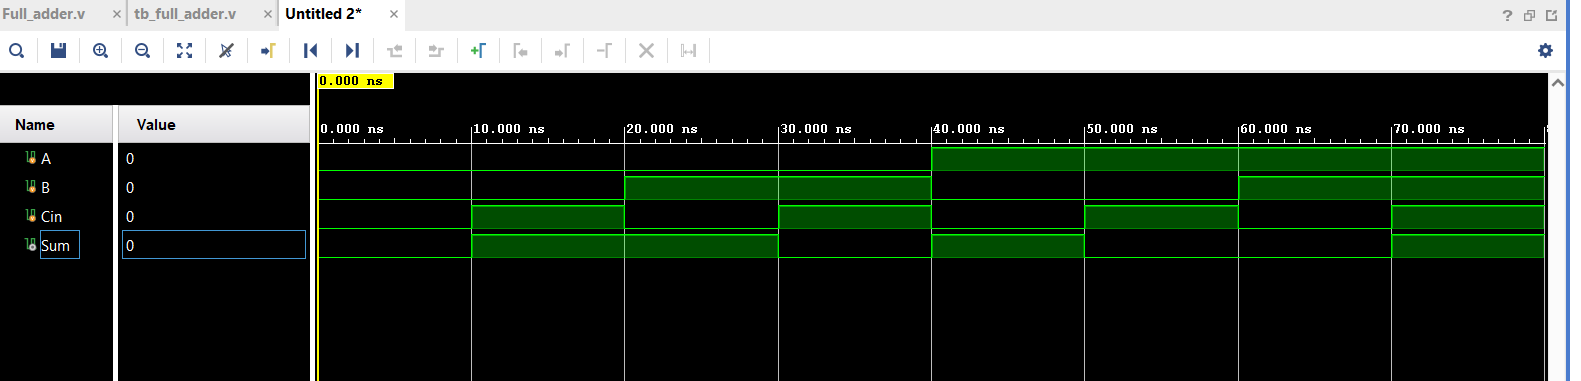 Full_adder.v × tb_full_adder.v × Untitled 2* ×
?
0.000 ns
Name Value
0.000 ns 10.000 ns 20.000 ns 30.000 ns 40.000 ns 50.000 ns 60.000 ns 70.000 ns
A 0
B 0
Cin 0
Sum 0